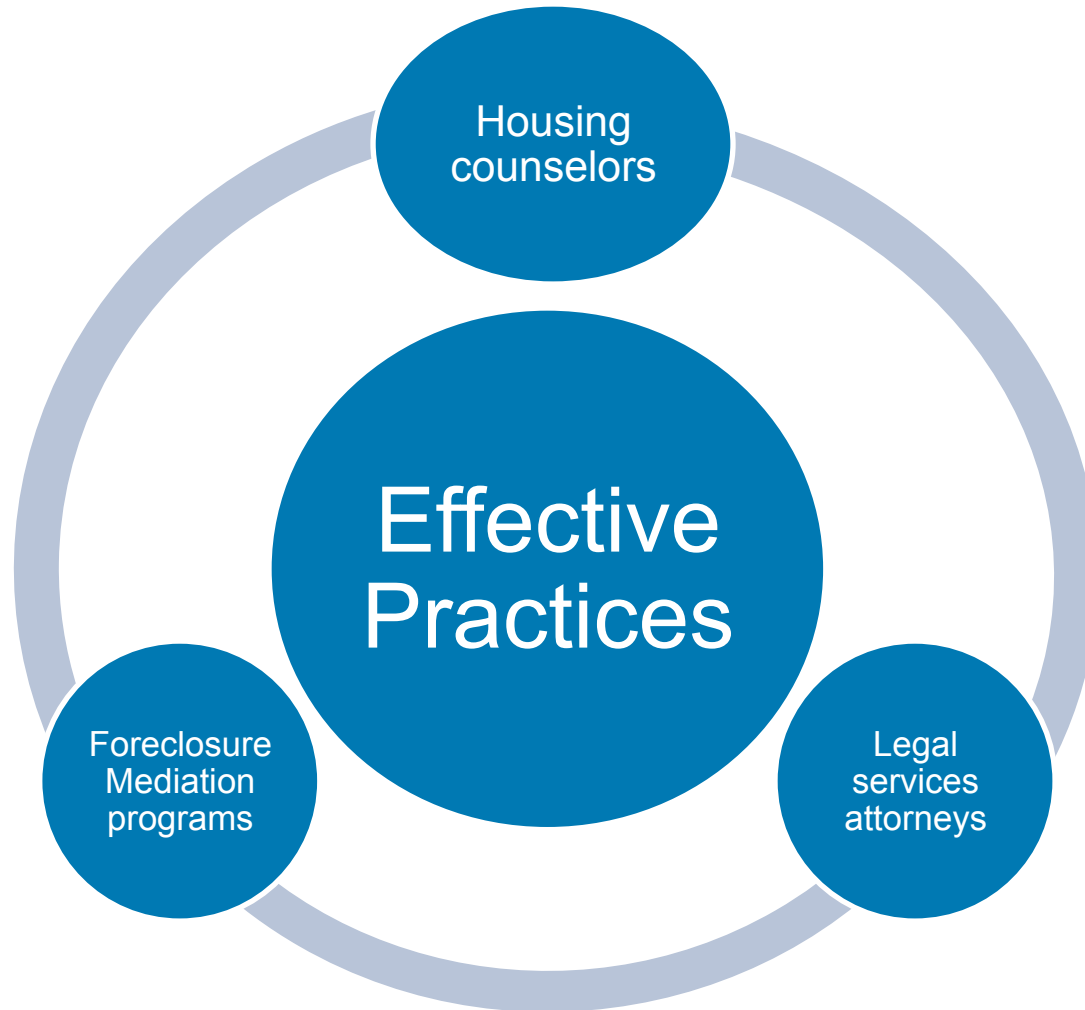 Housing
counselors
Effective
Practices
Foreclosure
Mediation
programs
Legal
services
attorneys